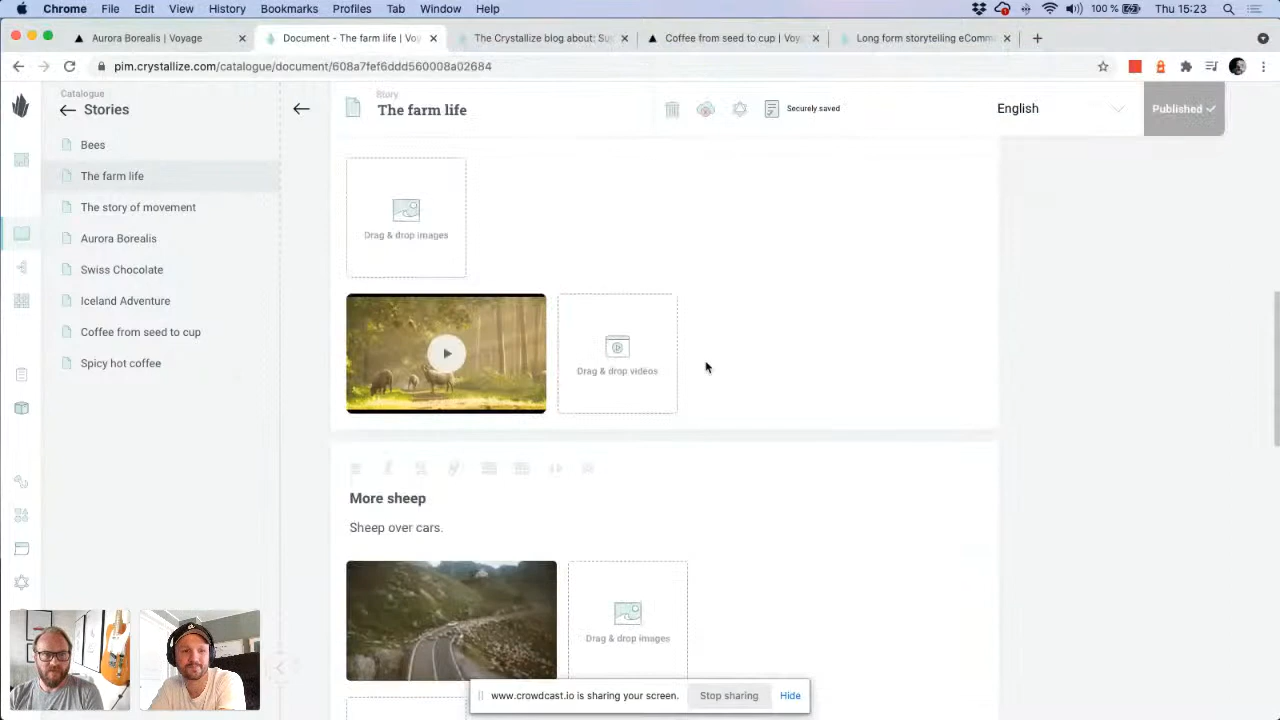 Chrome File Edit View History Bookmarks Profiles Tab Window Help 100 % Thu 15:23
Aurora Borealis | Voyage
Document - The farm life | Voy
The Crystallize blog about: Suc
Coffee from seed to cup | Voy
Long form storytelling eComm
pim.crystallize.com/catalogue/document/608a7fef6ddd560008a02684
Catalogue
Stories
Story
The farm life
Securely saved
English
Published
Bees
The farm life
The story of movement
Aurora Borealis
Swiss Chocolate
Iceland Adventure
Coffee from seed to cup
Spicy hot coffee
Drag & drop images
Drag & drop videos
More sheep
Sheep over cars.
Drag & drop images
www.crowdcast.io is sharing your screen. Stop sharing Hide